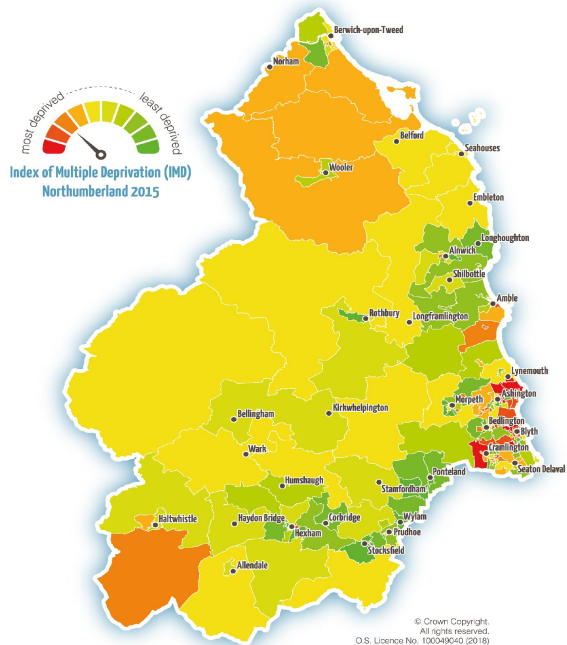 Berwick-upon-Tweed
Norham
most deprived
least deprived
Index of Multiple Deprivation (IMD)
Northumberland 2015
Belford
Seahouses
Wooler
Embleton
Longhoughton
Alnwick
Shilbottle
Amble
Rothbury
Longframlington
Lynemouth
Ashington
Morpeth
Bellingham
Kirkwhelpington
Bedlington
Blyth
Wark
Cramlington
Seaton Delaval
Ponteland
Humshaugh
Stamfordham
Haltwhistle
Haydon Bridge
Corbridge
Wylam
Hexham
Prudhoe
Stocksfield
Allendale
© Crown Copyright.
All rights reserved.
O.S. Licence No. 100049040 (2018)